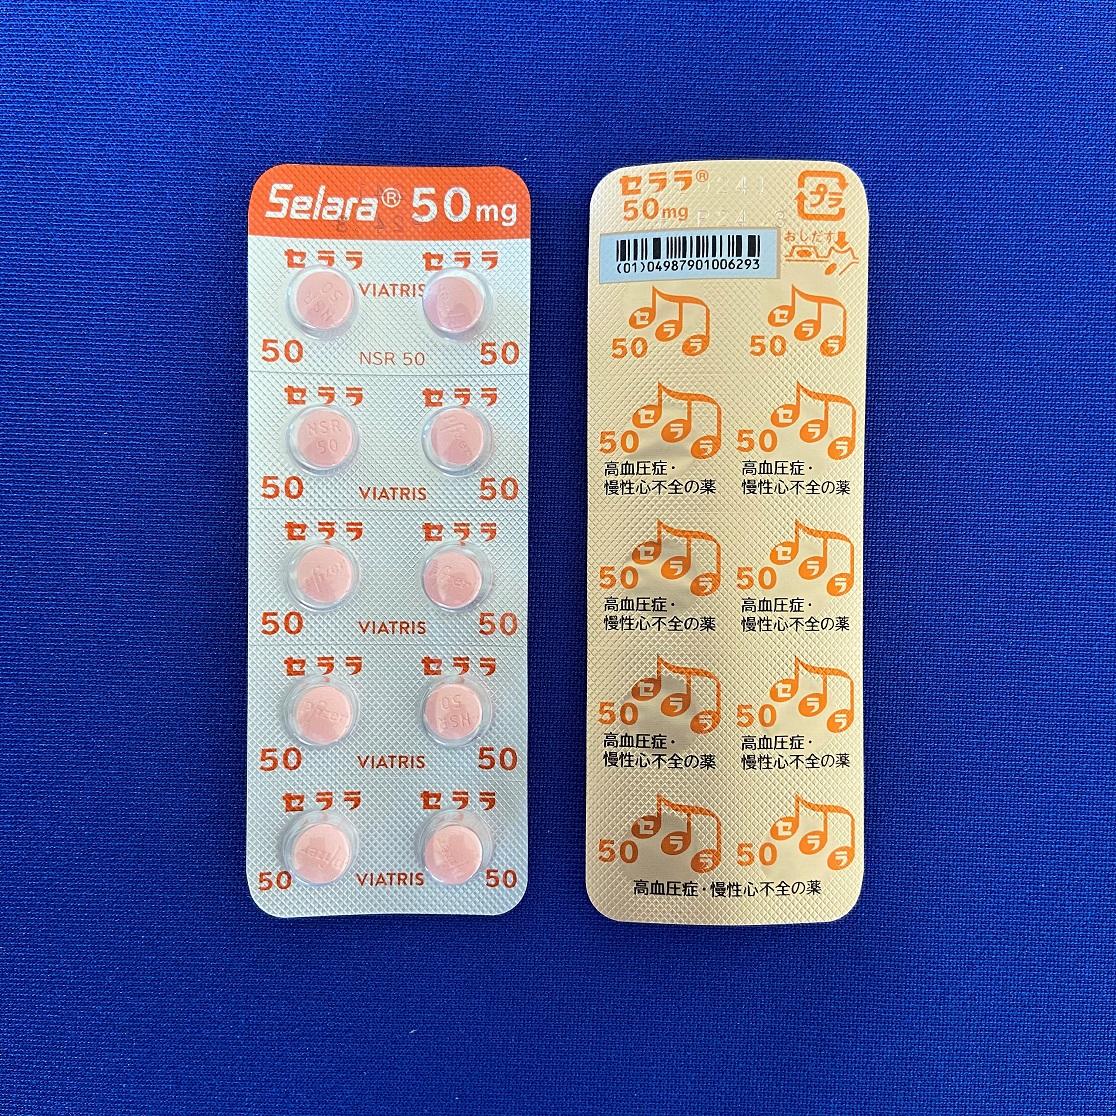 Selara® 50mg
セララ セララ
VIATRIS
NSR 50
50 50
NSR 50
セララ セララ
NSR
50
50 VIATRIS 50
セララ セララ
50 VIATRIS 50
セララ セララ
NSR
50
50 VIATRIS 50
セララ セララ
50 VIATRIS 50
セララ®
50mg
プラ
おしだす
(01)04987901006293
セララ セララ
50 50
セララ セララ
50 50
高血圧症・ 高血圧症・
慢性心不全の薬 慢性心不全の薬
セララ セララ
50 50
高血圧症・ 高血圧症・
慢性心不全の薬 慢性心不全の薬
セララ セララ
50 50
高血圧症・ 高血圧症・
慢性心不全の薬 慢性心不全の薬
セララ セララ
50 50
高血圧症・慢性心不全の薬